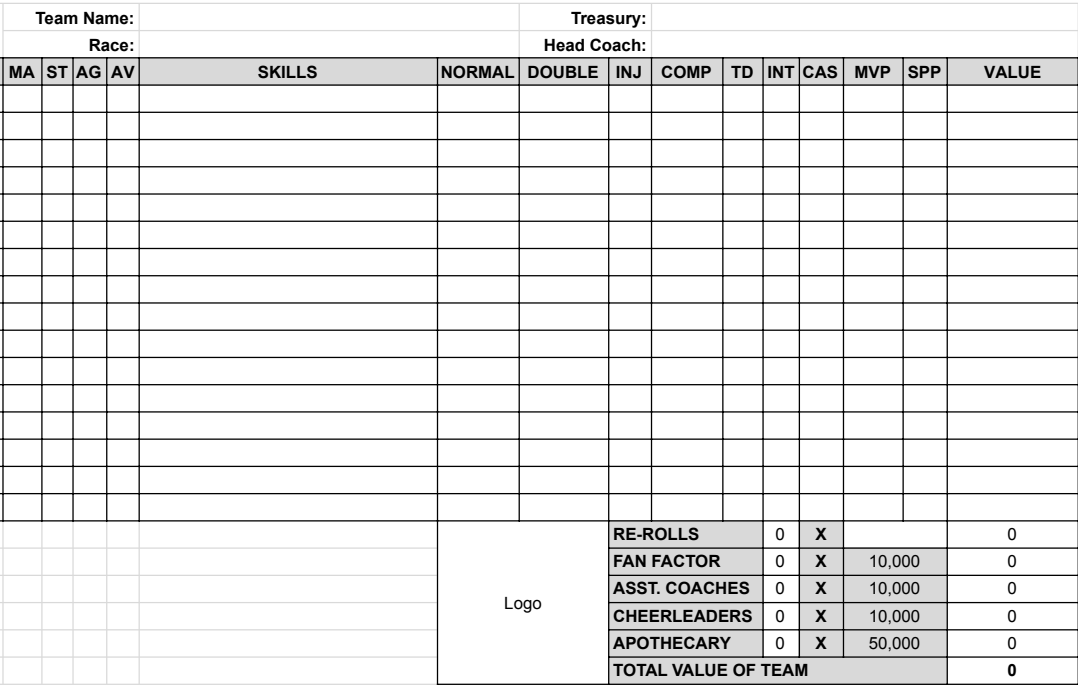 Team Name: Treasury:
Race: Head Coach:
MA ST AG AV SKILLS NORMAL DOUBLE INJ COMP TD INT CAS MVP SPP VALUE
RE-ROLLS 0 X 0
FAN FACTOR 0 X 10,000 0
ASST. COACHES 0 X 10,000 0
Logo
CHEERLEADERS 0 X 10,000 0
APOTHECARY 0 X 50,000 0
TOTAL VALUE OF TEAM 0